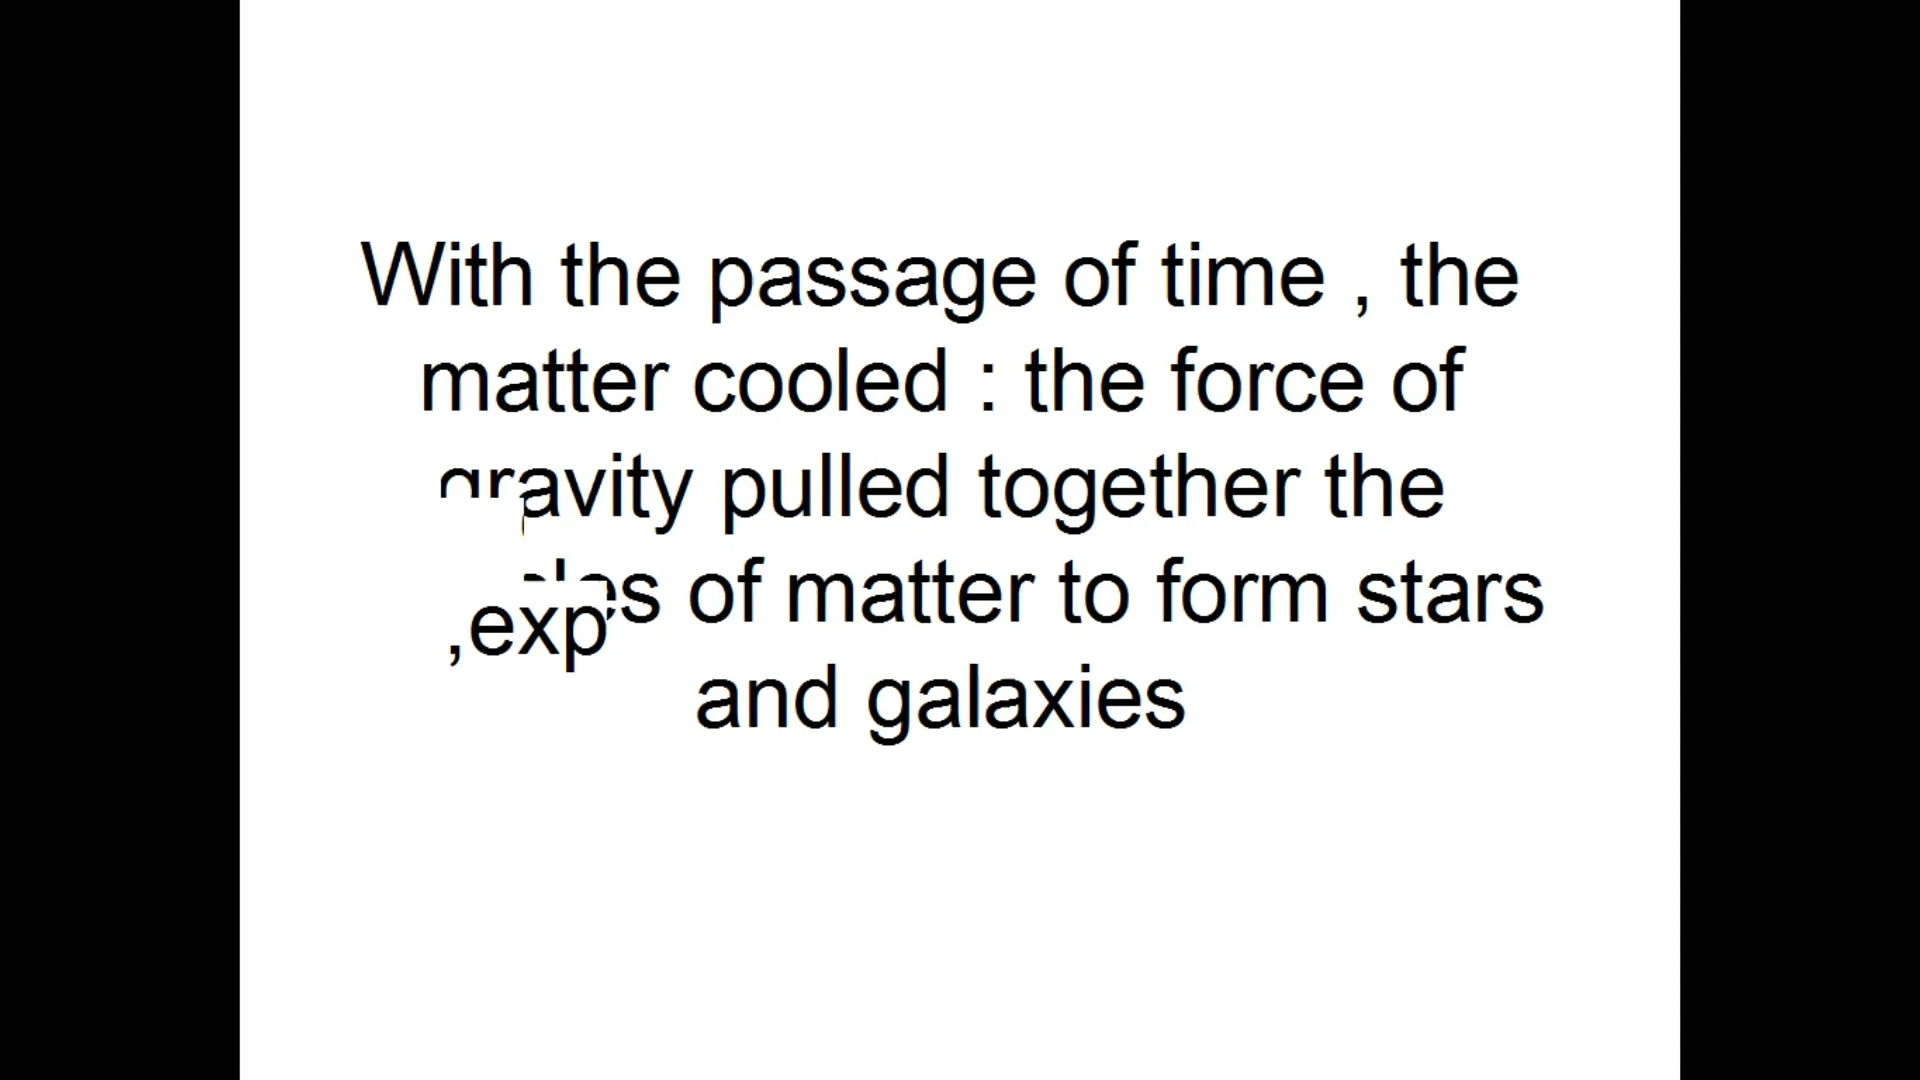 With the passage of time , the
matter cooled : the force of
gravity pulled together the
of matter to form stars
,exp
and galaxies